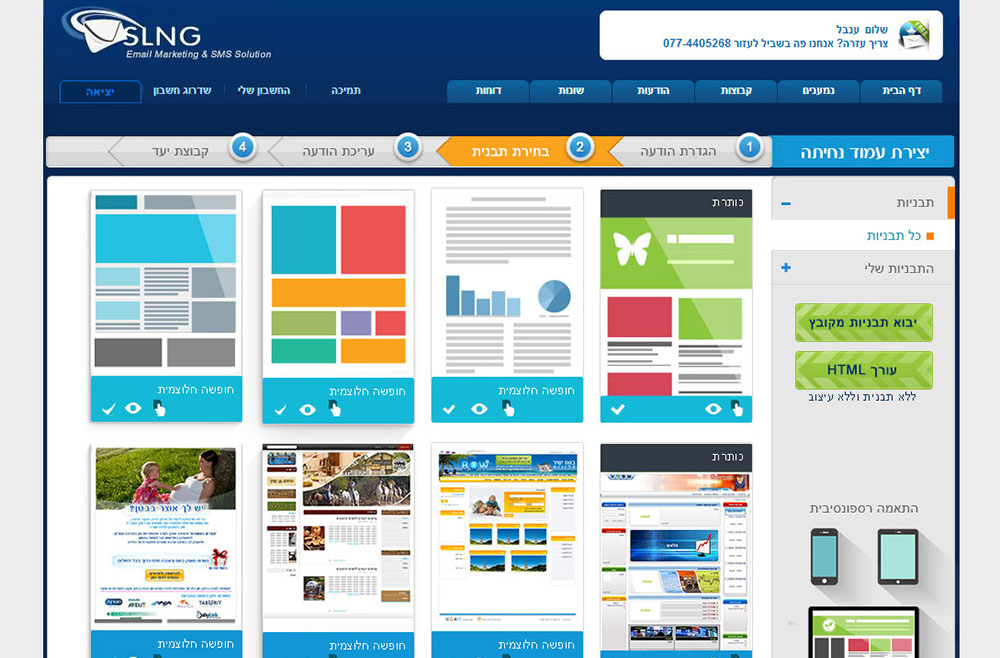 SLNG
Email Marketing & SMS Solution
שלום ענבל
צריך עזרה? אנחנו פה בשביל לעזור 077-4405268
דף הבית
נמענים
קבוצות
הודעות
שונות
דוחות
תמיכה
החשבון שלי
שדרוג חשבון
יציאה
יצירת עמוד נחיתה
1 הגדרת הודעה
2 בחירת תבנית
3 עריכת הודעה
4 קבוצת יעד
תבניות
כל תבניות
התבניות שלי
יבוא תבניות מקובץ
עורך HTML
ללא תבנית וללא עיצוב
התאמה רספונסיבית
כותרת
חופשה חלוצמית
חופשה חלוצמית
חופשה חלוצמית
כותרת
חופשה חלוצמית
חופשה חלוצמית
חופשה חלוצמית
יש לך אוצר בבטן?